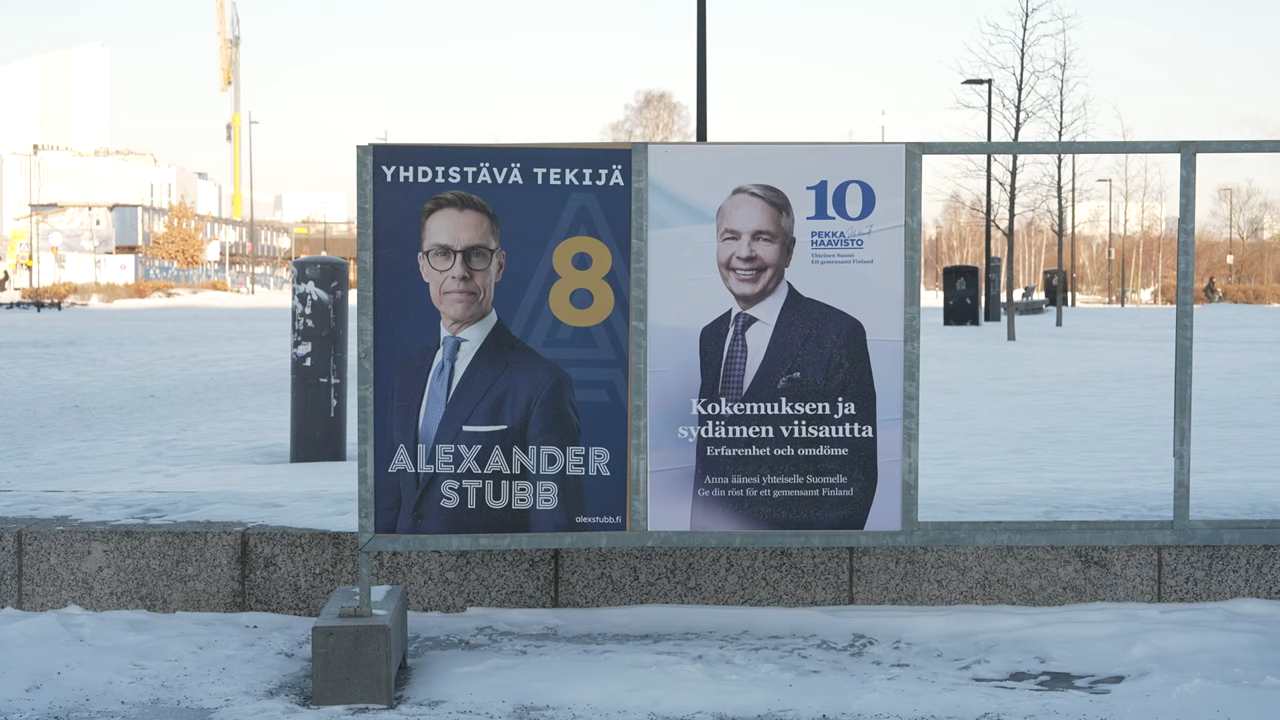 YHDISTÄVÄ TEKIJÄ
8
ALEXANDER
STUBB
alexstubb.fi
10
PEKKA
HAAVISTO
Yhteinen Suomi
Ett gemensamt Finland
Kokemuksen ja
sydämen viisautta
Erfarenhet och omdöme
Anna äänesi yhteiselle Suomelle
Ge din röst för ett gemensamt Finland